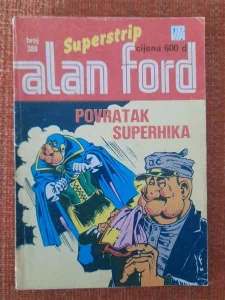 broj
Superstrip
cijena 600 d
alan ford
POVRATAK
SUPERHIKA
J.C.